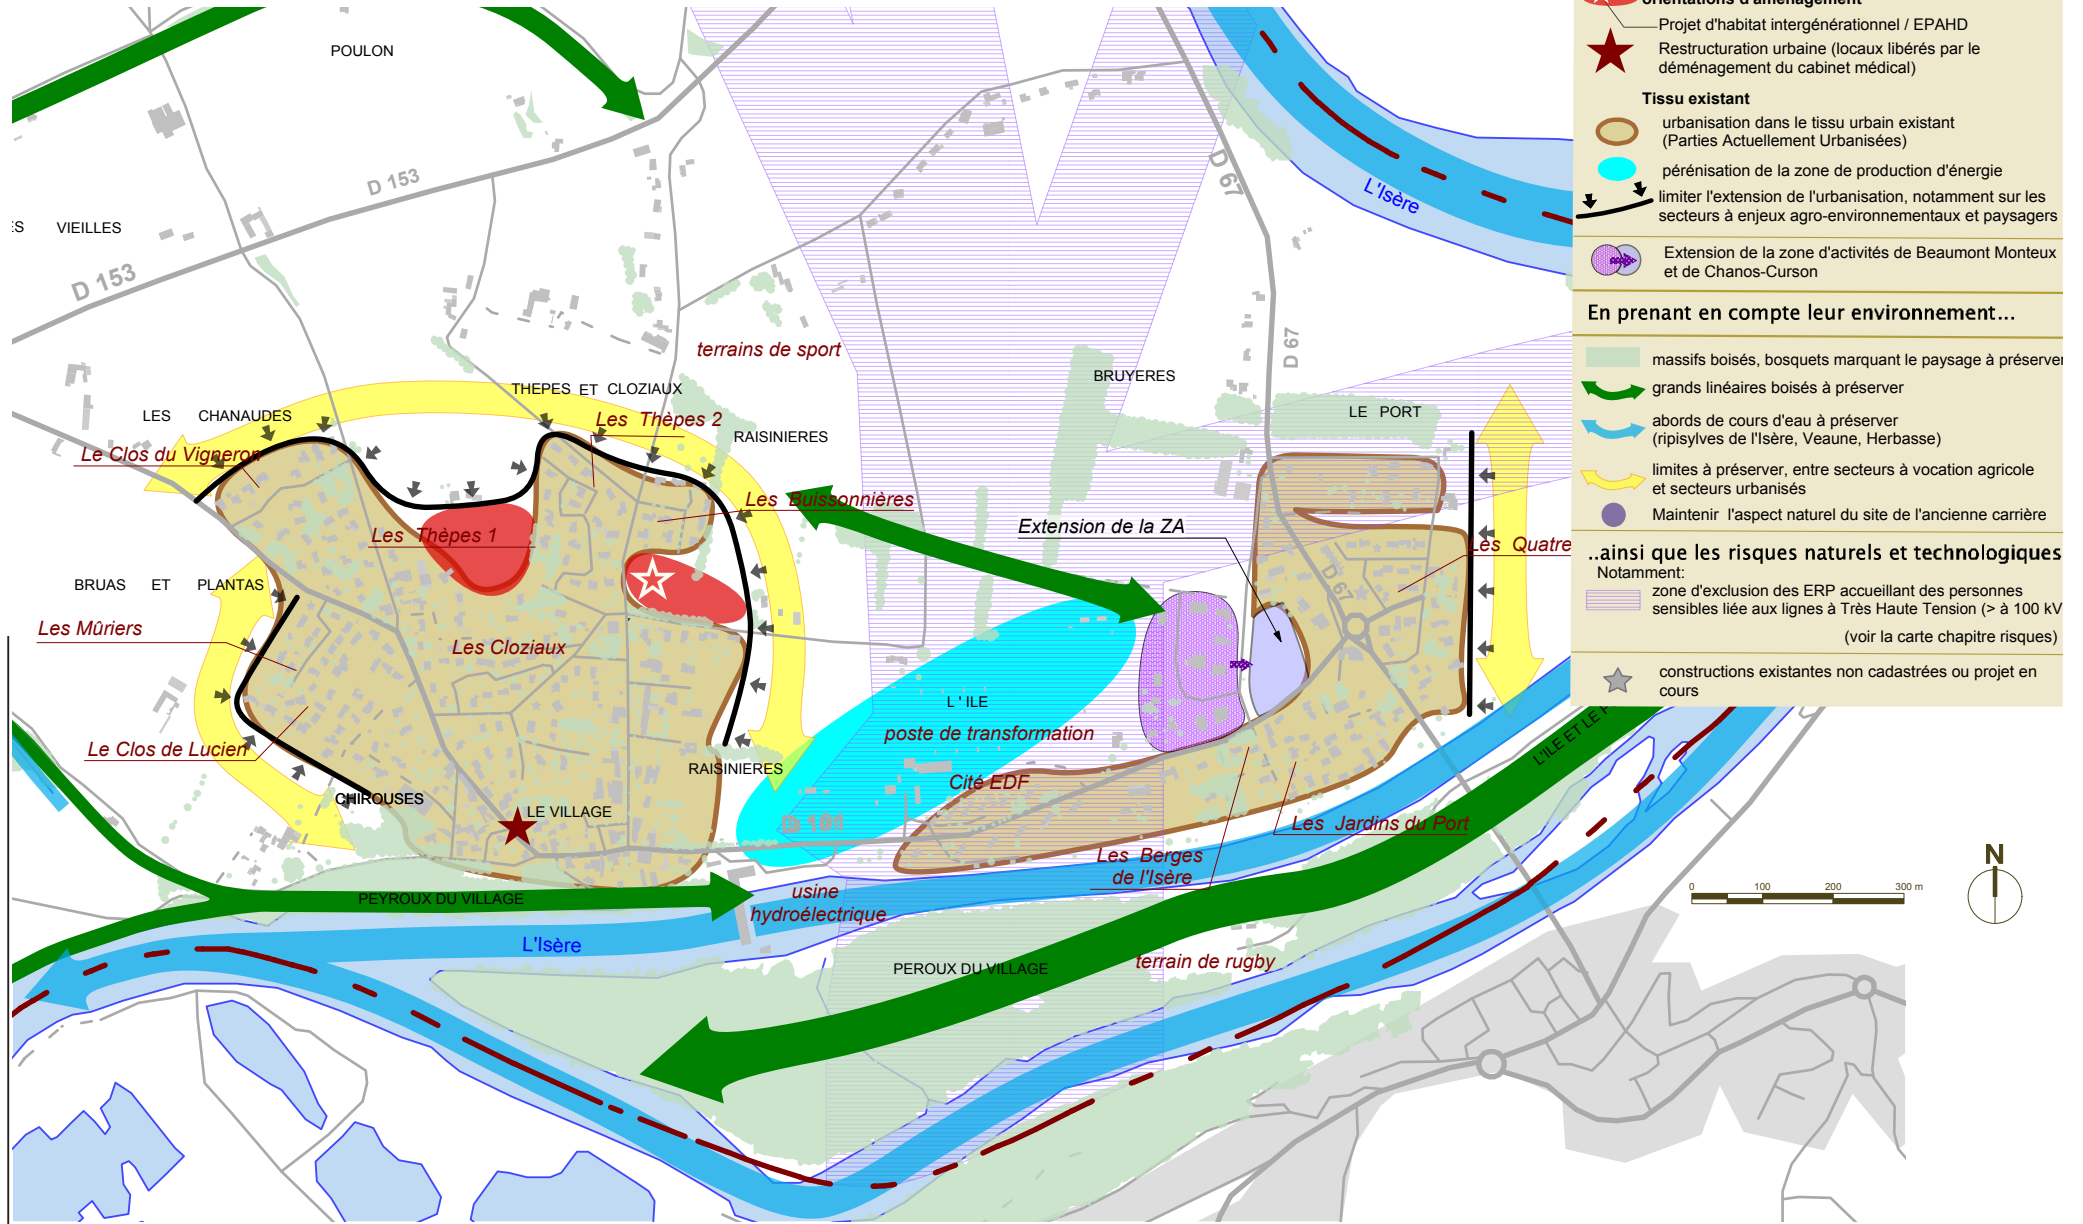 orientations d'aménagement
Projet d'habitat intergénérationnel / EPAHD
Restructuration urbaine (locaux libérés par le
déménagement du cabinet médical)
Tissu existant
urbanisation dans le tissu urbain existant
(Parties Actuellement Urbanisées)
pérénisation de la zone de production d'énergie
limiter l'extension de l'urbanisation, notamment sur les
secteurs à enjeux agro-environnementaux et paysagers
Extension de la zone d'activités de Beaumont Monteux
et de Chanos-Curson
En prenant en compte leur environnement...
massifs boisés, bosquets marquant le paysage à préserver
grands linéaires boisés à préserver
abords de cours d'eau à préserver
(ripisylves de l'Isère, Veaune, Herbasse)
limites à préserver, entre secteurs à vocation agricole
et secteurs urbanisés
Maintenir l'aspect naturel du site de l'ancienne carrière
..ainsi que les risques naturels et technologiques
Notamment:
zone d'exclusion des ERP accueillant des personnes
sensibles liée aux lignes à Très Haute Tension (> à 100 kV
(voir la carte chapitre risques)
constructions existantes non cadastrées ou projet en
cours
POULON
D 153
VIEILLES
D 153
D 67
L'Isère
D 67
terrains de sport
BRUYERES
THEPES ET CLOZIAUX
LES CHANAUDES
Les Thèpes 2
LE PORT
RAISINIERES
Le Clos du Vigneron
Les Buissonnières
Extension de la ZA
Les Thèpes 1
Les Quatre
BRUAS ET PLANTAS
D 67
Les Mûriers
Les Cloziaux
L'ILE
poste de transformation
Le Clos de Lucien
RAISINIERES
L'ILE ET LE P
Cité EDF
CHIROUSES
LE VILLAGE
Les Jardins du Port
Les Berges
de l'Isère
usine
hydroélectrique
PEYROUX DU VILLAGE
L'Isère
PEROUX DU VILLAGE
terrain de rugby
N
0 100 200 300 m